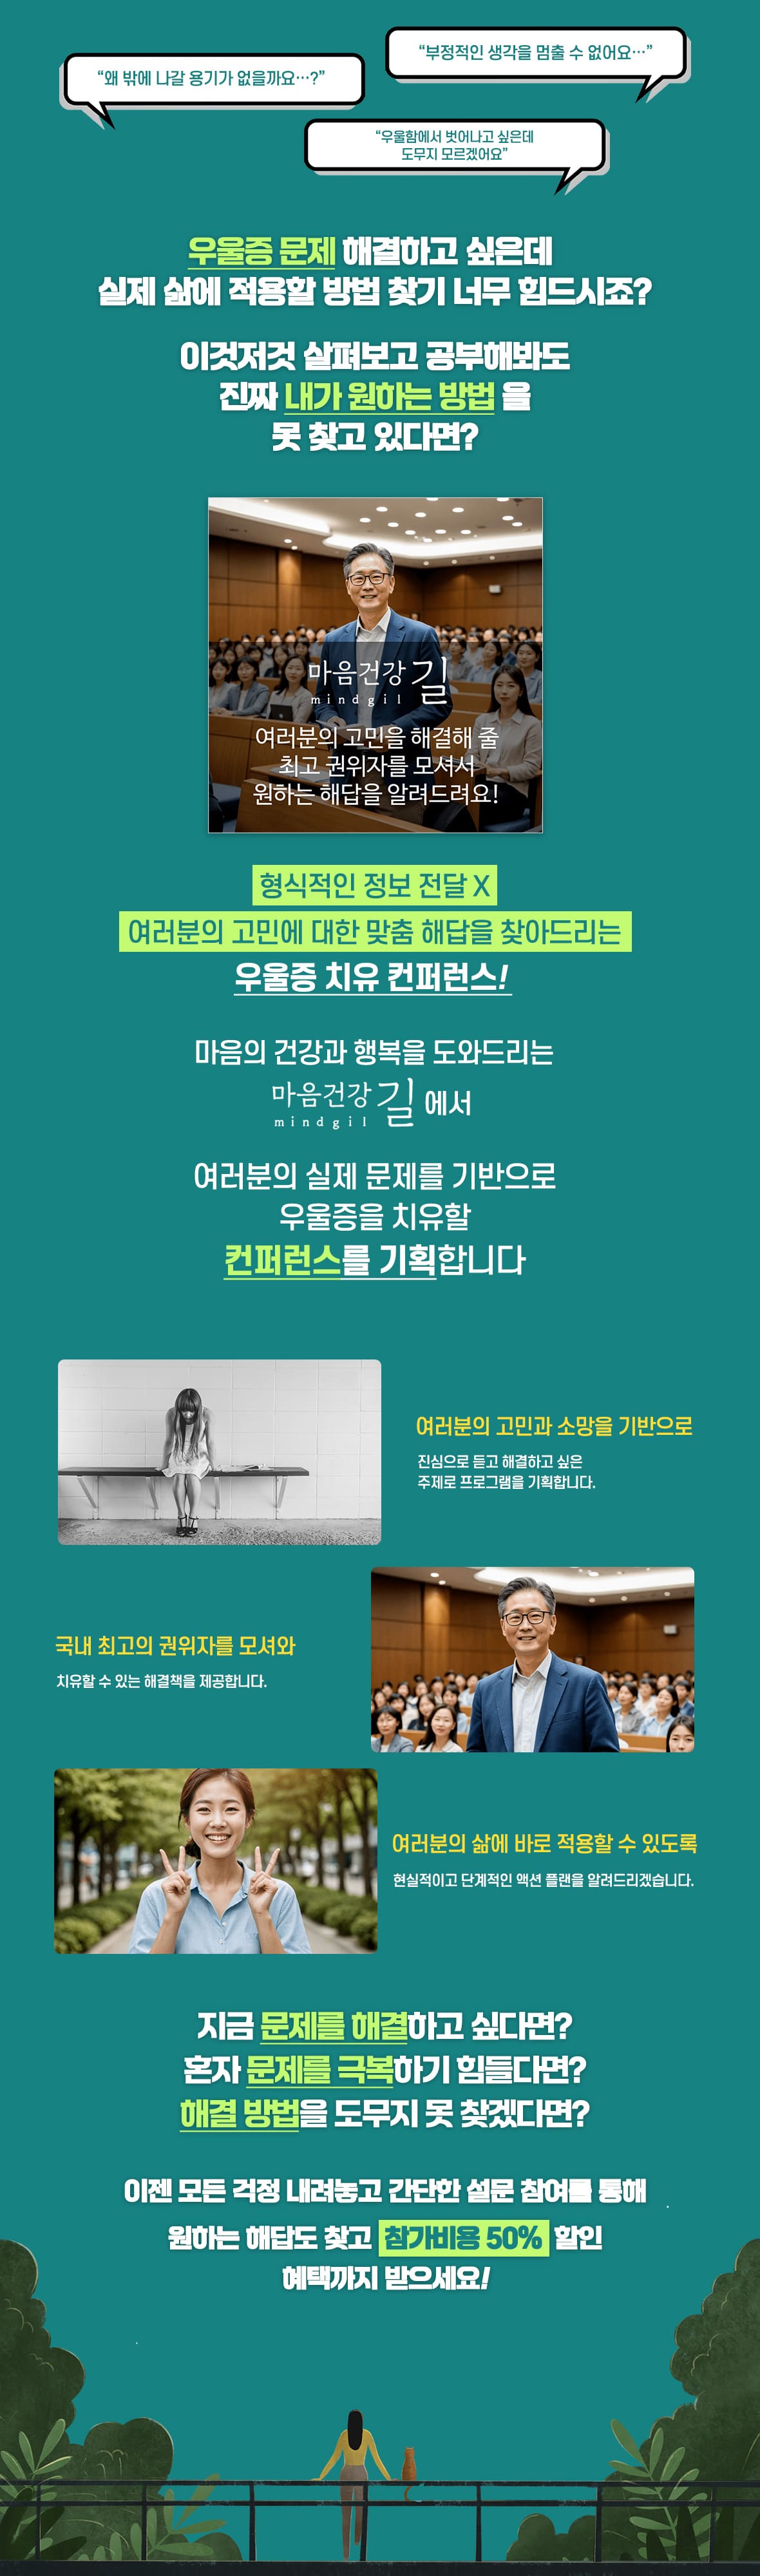 “왜 밖에 나갈 용기가 없을까요…?”
“부정적인 생각을 멈출 수 없어요…”
“우울함에서 벗어나고 싶은데
도무지 모르겠어요”
우울증 문제 해결하고 싶은데
실제 삶에 적용할 방법 찾기 너무 힘드시죠?
이것저것 살펴보고 공부해봐도
진짜 내가 원하는 방법 을
못 찾고 있다면?
마음건강 길
mindgil
여러분의 고민을 해결해 줄
최고 권위자를 모셔서
원하는 해답을 알려드려요!
형식적인 정보 전달 X
여러분의 고민에 대한 맞춤 해답을 찾아드리는
우울증 치유 컨퍼런스!
마음의 건강과 행복을 도와드리는
마음건강 길 에서
mindgil
여러분의 실제 문제를 기반으로
우울증을 치유할
컨퍼런스를 기획합니다
여러분의 고민과 소망을 기반으로
진심으로 듣고 해결하고 싶은
주제로 프로그램을 기획합니다.
국내 최고의 권위자를 모셔와
치유할 수 있는 해결책을 제공합니다.
여러분의 삶에 바로 적용할 수 있도록
현실적이고 단계적인 액션 플랜을 알려드리겠습니다.
지금 문제를 해결하고 싶다면?
혼자 문제를 극복하기 힘들다면?
해결 방법을 도무지 못 찾겠다면?
이젠 모든 걱정 내려놓고 간단한 설문 참여를 통해
원하는 해답도 찾고 참가비용 50% 할인
혜택까지 받으세요!